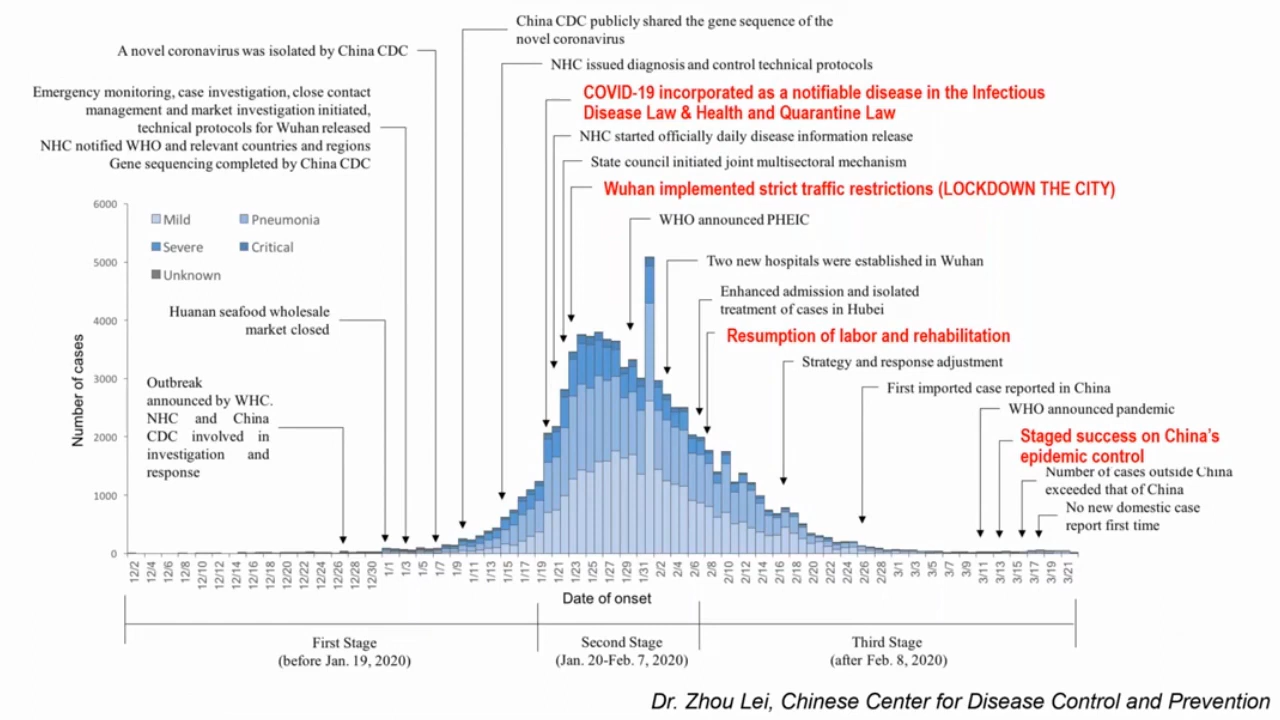 China CDC publicly shared the gene sequence of the
novel coronavirus
A novel coronavirus was isolated by China CDC
NHC issued diagnosis and control technical protocols
Emergency monitoring, case investigation, close contact
management and market investigation initiated,
technical protocols for Wuhan released
NHC notified WHO and relevant countries and regions
Gene sequencing completed by China CDC
COVID-19 incorporated as a notifiable disease in the Infectious
Disease Law & Health and Quarantine Law
NHC started officially daily disease information release
State council initiated joint multisectoral mechanism
Wuhan implemented strict traffic restrictions (LOCKDOWN THE CITY)
WHO announced PHEIC
Two new hospitals were established in Wuhan
Enhanced admission and isolated
treatment of cases in Hubei
Resumption of labor and rehabilitation
Strategy and response adjustment
First imported case reported in China
WHO announced pandemic
Staged success on China's
epidemic control
Number of cases outside China
exceeded that of China
No new domestic case
report first time
Mild
Pneumonia
Severe
Critical
Unknown
Huanan seafood wholesale
market closed
Outbreak
announced by WHC.
NHC and China
CDC involved in
investigation and
response
Number of cases
6000
5000
4000
3000
2000
1000
0
12/2 12/4 12/6 12/8 12/10 12/12 12/14 12/16 12/18 12/20 12/22 12/24 12/26 12/28 12/30 1/1 1/3 1/5 1/7 1/9 1/11 1/13 1/15 1/17 1/19 1/21 1/23 1/25 1/27 1/29 1/31 2/2 2/4 2/6 2/8 2/10 2/12 2/14 2/16 2/18 2/20 2/22 2/24 2/26 2/28 3/1 3/3 3/5 3/7 3/9 3/11 3/13 3/15 3/17 3/19 3/21
Date of onset
First Stage
(before Jan. 19, 2020)
Second Stage
(Jan. 20-Feb. 7, 2020)
Third Stage
(after Feb. 8, 2020)
Dr. Zhou Lei, Chinese Center for Disease Control and Prevention